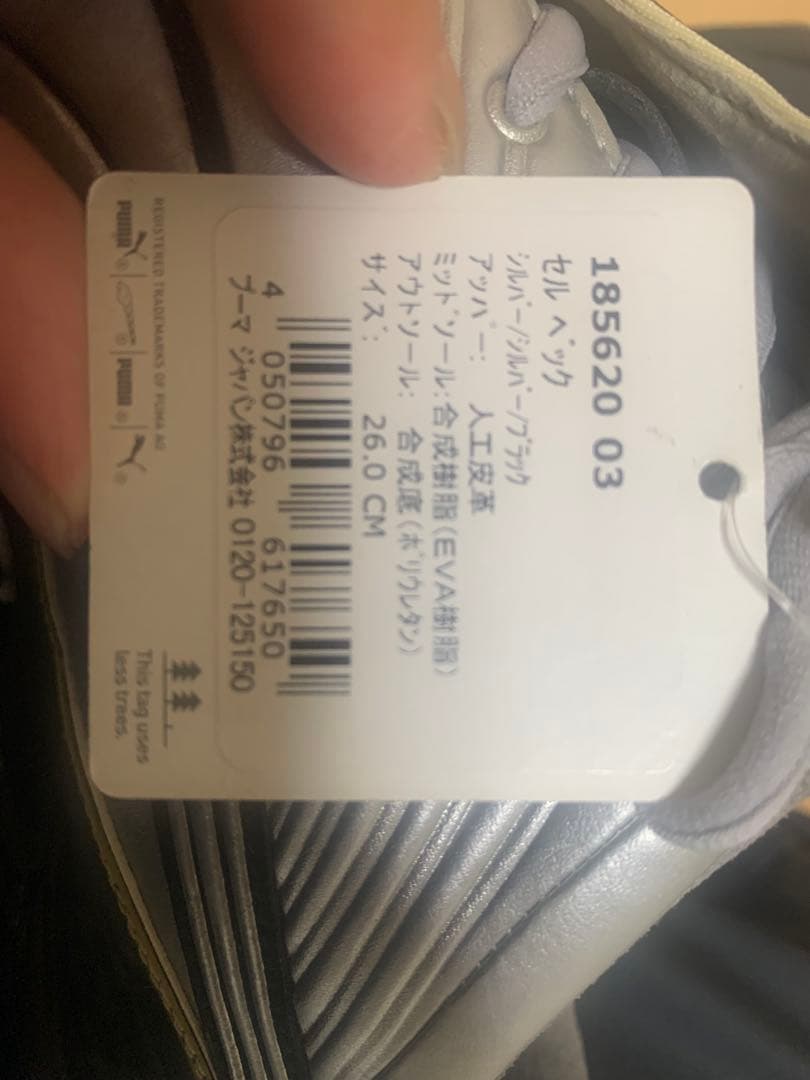 185620 03
セル ペック
シルバー/シルバー/ブラック
アッパー: 人工皮革
ミッドソール:合成樹脂(EVA樹脂)
アウトソール: 合成底(ポリウレタン)
サイズ: 26.0 CM
4 050796 617650
プーマ ジャパン株式会社 0120-125150
REGISTERED TRADEMARKS OF PUMA AG
PUMA ® ® PUMA ® ®
This tag uses
less trees.